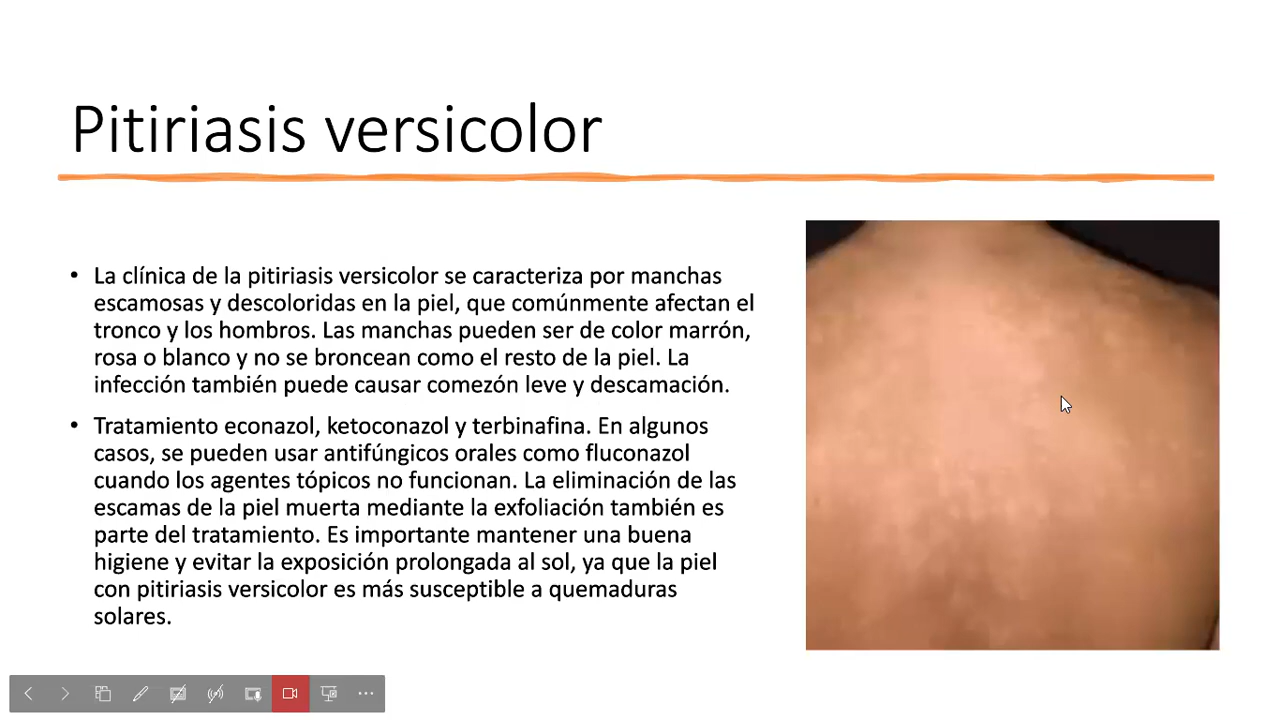 Pitiriasis versicolor
• La clínica de la pitiriasis versicolor se caracteriza por manchas
escamosas y descoloridas en la piel, que comúnmente afectan el
tronco y los hombros. Las manchas pueden ser de color marrón,
rosa o blanco y no se broncean como el resto de la piel. La
infección también puede causar comezón leve y descamación.
• Tratamiento econazol, ketoconazol y terbinafina. En algunos
casos, se pueden usar antifúngicos orales como fluconazol
cuando los agentes tópicos no funcionan. La eliminación de las
escamas de la piel muerta mediante la exfoliación también es
parte del tratamiento. Es importante mantener una buena
higiene y evitar la exposición prolongada al sol, ya que la piel
con pitiriasis versicolor es más susceptible a quemaduras
solares.